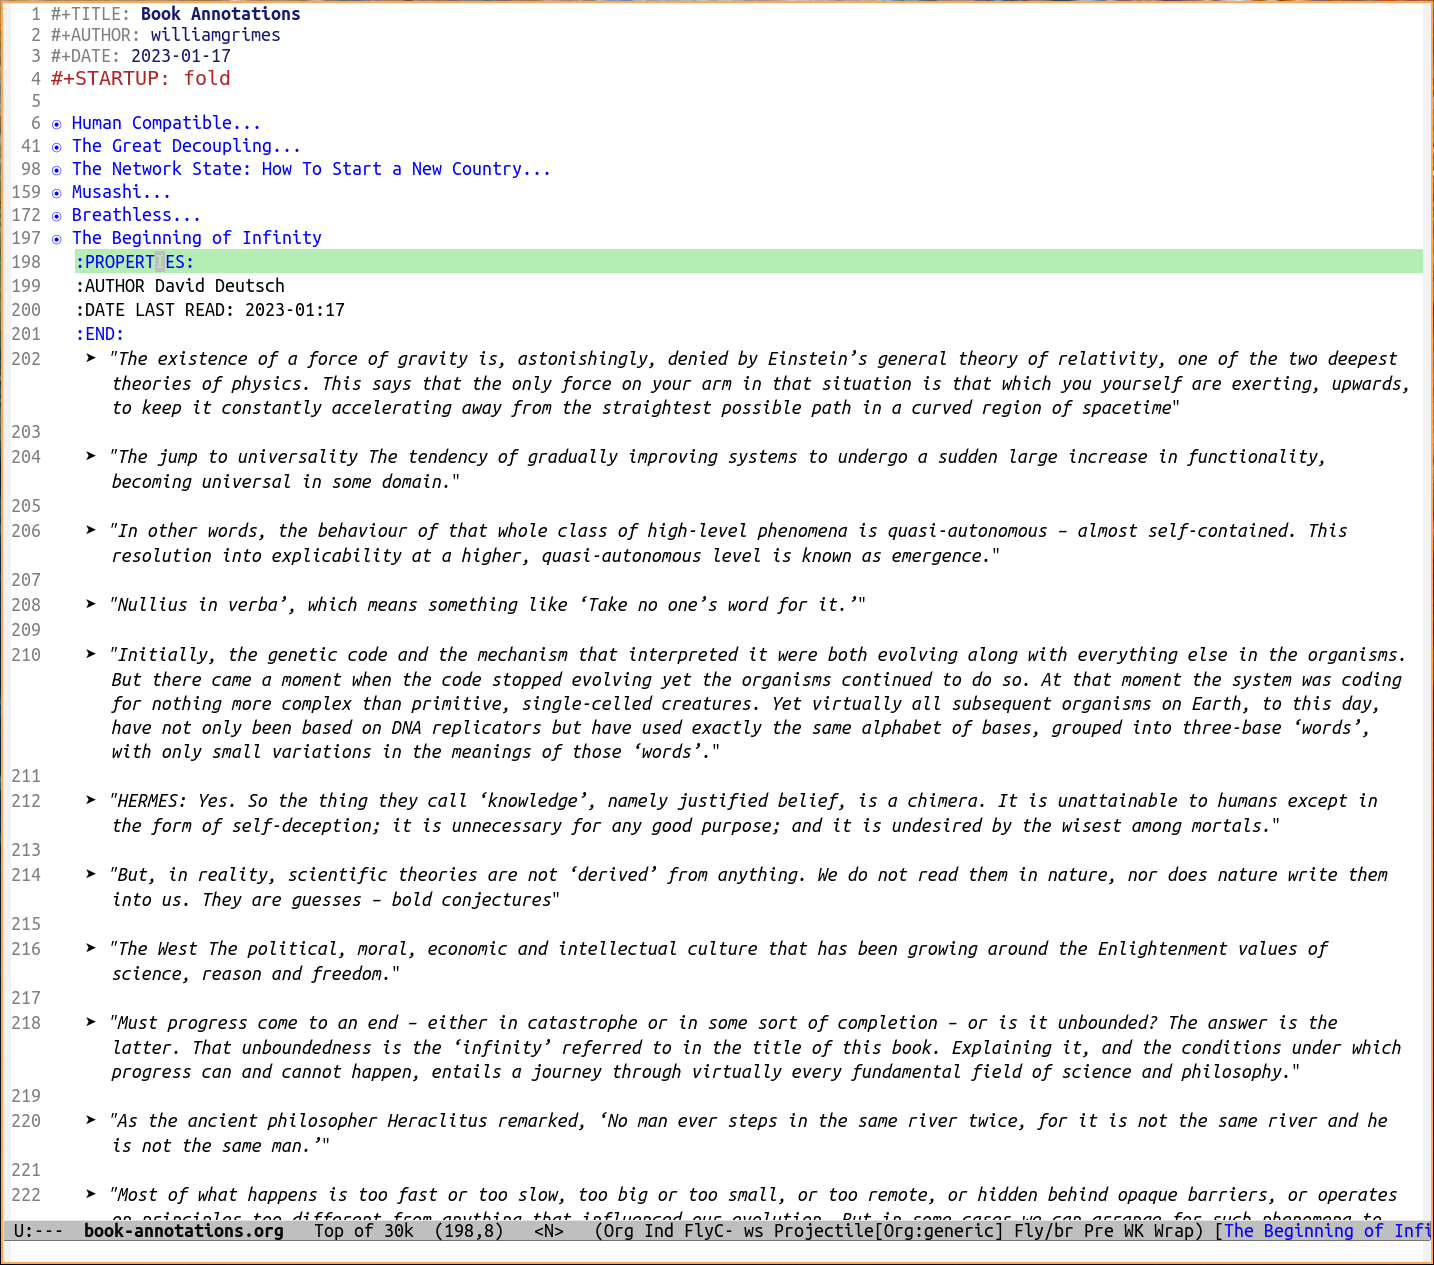 1 #+TITLE: Book Annotations
2 #+AUTHOR: williamgrimes
3 #+DATE: 2023-01-17
4 #+STARTUP: fold
5
6 ⦿ Human Compatible...
41 ⦿ The Great Decoupling...
98 ⦿ The Network State: How To Start a New Country...
159 ⦿ Musashi...
172 ⦿ Breathless...
197 ⦿ The Beginning of Infinity
198 :PROPERTIES:
199 :AUTHOR David Deutsch
200 :DATE LAST READ: 2023-01:17
201 :END:
202 ➤ "The existence of a force of gravity is, astonishingly, denied by Einstein’s general theory of relativity, one of the two deepest
theories of physics. This says that the only force on your arm in that situation is that which you yourself are exerting, upwards,
to keep it constantly accelerating away from the straightest possible path in a curved region of spacetime"
203
204 ➤ "The jump to universality The tendency of gradually improving systems to undergo a sudden large increase in functionality,
becoming universal in some domain."
205
206 ➤ "In other words, the behaviour of that whole class of high-level phenomena is quasi-autonomous – almost self-contained. This
resolution into explicability at a higher, quasi-autonomous level is known as emergence."
207
208 ➤ "Nullius in verba’, which means something like ‘Take no one’s word for it.’"
209
210 ➤ "Initially, the genetic code and the mechanism that interpreted it were both evolving along with everything else in the organisms.
But there came a moment when the code stopped evolving yet the organisms continued to do so. At that moment the system was coding
for nothing more complex than primitive, single-celled creatures. Yet virtually all subsequent organisms on Earth, to this day,
have not only been based on DNA replicators but have used exactly the same alphabet of bases, grouped into three-base ‘words’,
with only small variations in the meanings of those ‘words’."
211
212 ➤ "HERMES: Yes. So the thing they call ‘knowledge’, namely justified belief, is a chimera. It is unattainable to humans except in
the form of self-deception; it is unnecessary for any good purpose; and it is undesired by the wisest among mortals."
213
214 ➤ "But, in reality, scientific theories are not ‘derived’ from anything. We do not read them in nature, nor does nature write them
into us. They are guesses – bold conjectures"
215
216 ➤ "The West The political, moral, economic and intellectual culture that has been growing around the Enlightenment values of
science, reason and freedom."
217
218 ➤ "Must progress come to an end – either in catastrophe or in some sort of completion – or is it unbounded? The answer is the
latter. That unboundedness is the ‘infinity’ referred to in the title of this book. Explaining it, and the conditions under which
progress can and cannot happen, entails a journey through virtually every fundamental field of science and philosophy."
219
220 ➤ "As the ancient philosopher Heraclitus remarked, ‘No man ever steps in the same river twice, for it is not the same river and he
is not the same man.’"
221
222 ➤ "Most of what happens is too fast or too slow, too big or too small, or too remote, or hidden behind opaque barriers, or operates
on principles too different from anything that influenced our evolution. But in some cases we can arrange for such phenomena to
U:--- book-annotations.org Top of 30k (198,8) <N> (Org Ind FlyC- ws Projectile[Org:generic] Fly/br Pre WK Wrap) [The Beginning of Infi